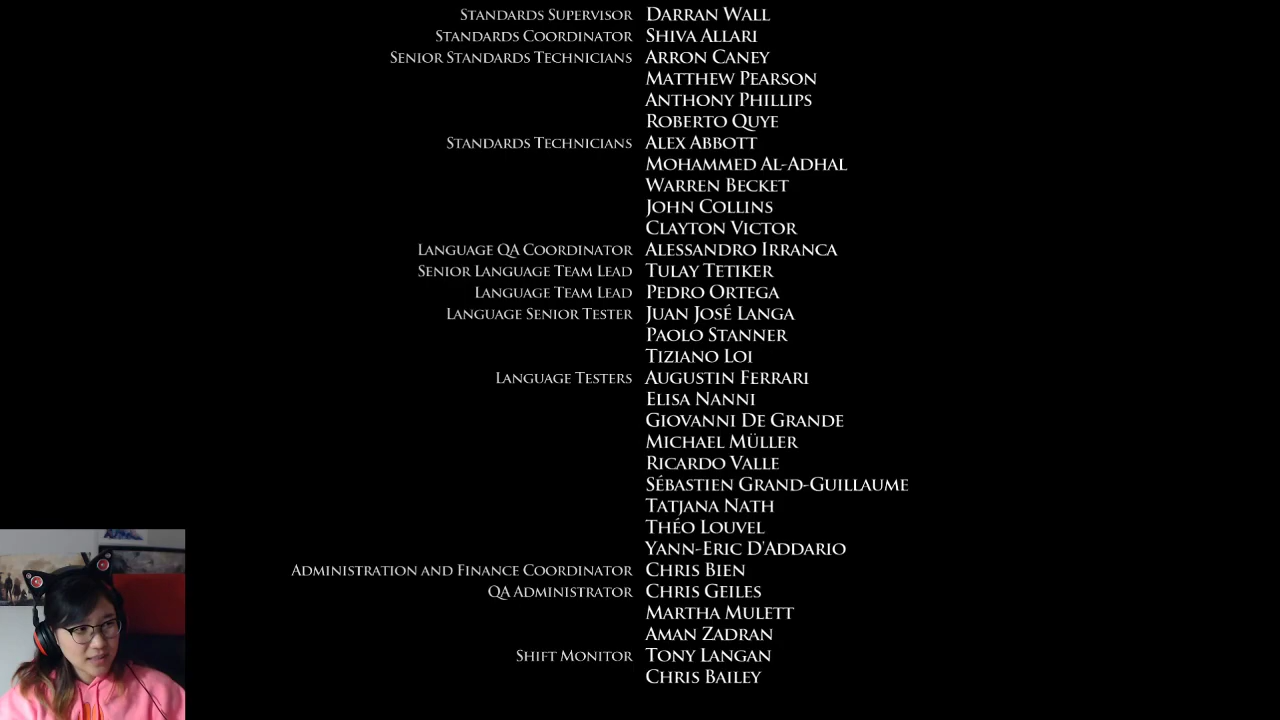 STANDARDS SUPERVISOR DARRAN WALL
STANDARDS COORDINATOR SHIVA ALLARI
SENIOR STANDARDS TECHNICIANS ARRON CANEY
MATTHEW PEARSON
ANTHONY PHILLIPS
ROBERTO QUYE
STANDARDS TECHNICIANS ALEX ABBOTT
MOHAMMED AL-ADHAL
WARREN BECKET
JOHN COLLINS
CLAYTON VICTOR
LANGUAGE QA COORDINATOR ALESSANDRO IRRANCA
SENIOR LANGUAGE TEAM LEAD TULAY TETIKER
LANGUAGE TEAM LEAD PEDRO ORTEGA
LANGUAGE SENIOR TESTER JUAN JOSÉ LANGA
PAOLO STANNER
TIZIANO LOI
LANGUAGE TESTERS AUGUSTIN FERRARI
ELISA NANNI
GIOVANNI DE GRANDE
MICHAEL MÜLLER
RICARDO VALLE
SÉBASTIEN GRAND-GUILLAUME
TATJANA NATH
THÉO LOUVEL
YANN-ERIC D'ADDARIO
ADMINISTRATION AND FINANCE COORDINATOR CHRIS BIEN
QA ADMINISTRATOR CHRIS GEILES
MARTHA MULETT
AMAN ZADRAN
SHIFT MONITOR TONY LANGAN
CHRIS BAILEY